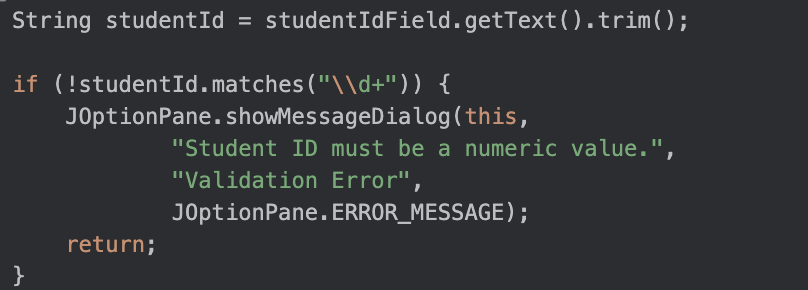 String studentId = studentIdField.getText().trim();
if (!studentId.matches("\\d+")) {
JOptionPane.showMessageDialog(this,
"Student ID must be a numeric value.",
"Validation Error",
JOptionPane.ERROR_MESSAGE);
return;
}